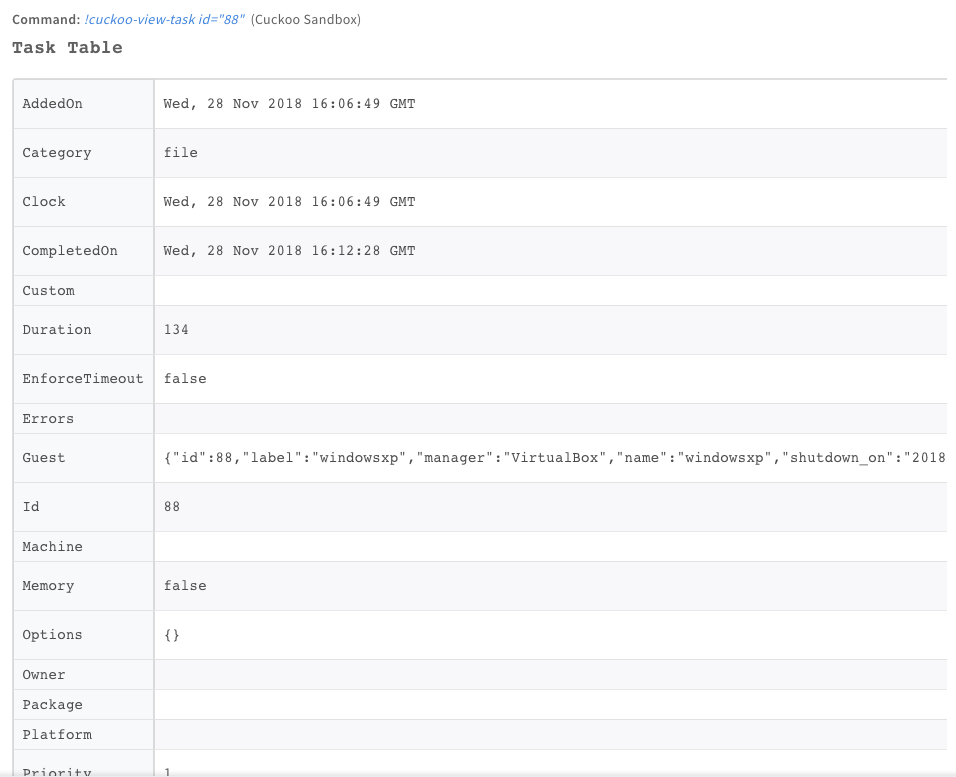 Command: !cuckoo-view-task id="88" (Cuckoo Sandbox)
Task Table
AddedOn Wed, 28 Nov 2018 16:06:49 GMT
Category file
Clock Wed, 28 Nov 2018 16:06:49 GMT
CompletedOn Wed, 28 Nov 2018 16:12:28 GMT
Custom
Duration 134
EnforceTimeout false
Errors
Guest {"id":88,"label":"windowsxp","manager":"VirtualBox","name":"windowsxp","shutdown_on":"2018
Id 88
Machine
Memory false
Options {}
Owner
Package
Platform
Priority 1